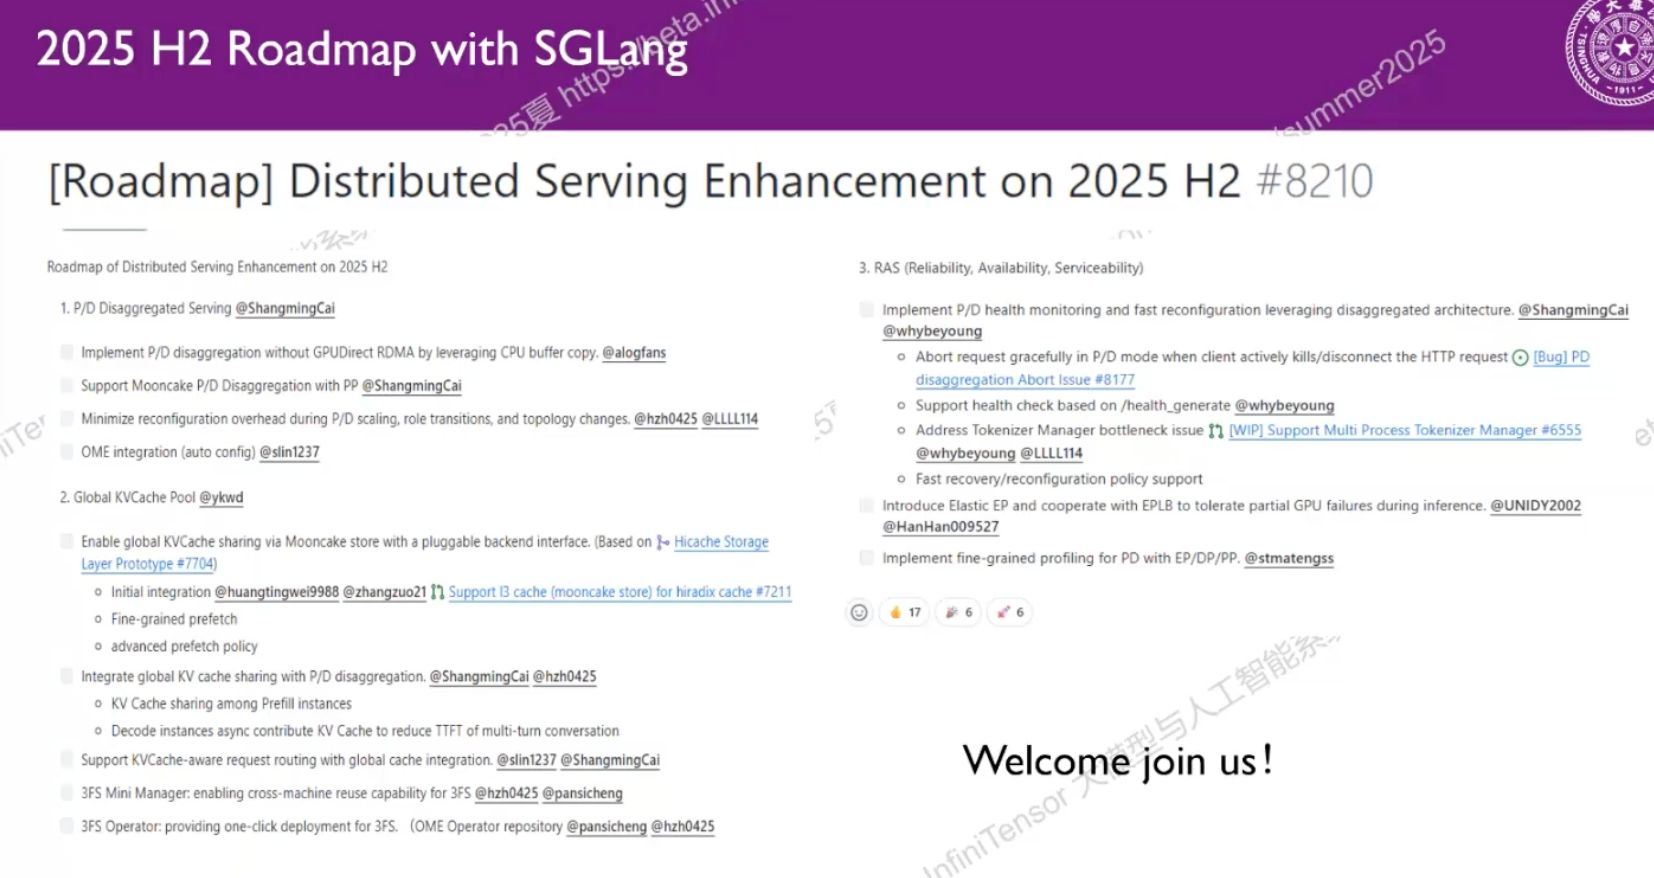 2025 H2 Roadmap with SGLang
25夏 https://beta.in
summer2025
TSINGHUA
1911
[Roadmap] Distributed Serving Enhancement on 2025 H2 #8210
Roadmap of Distributed Serving Enhancement on 2025 H2
1. P/D Disaggregated Serving @ShangmingCai
Implement P/D disaggregation without GPUDirect RDMA by leveraging CPU buffer copy. @alogfans
Support Mooncake P/D Disaggregation with PP @ShangmingCai
Minimize reconfiguration overhead during P/D scaling, role transitions, and topology changes. @hzh0425 @LLLL114
OME integration (auto config) @slin1237
2. Global KVCache Pool @ykwd
Enable global KVCache sharing via Mooncake store with a pluggable backend interface. (Based on Hicache Storage
Layer Prototype #7704)
Initial integration @huangtingwei9988 @zhangzuo21 Support l3 cache (mooncake store) for hiradix cache #7211
Fine-grained prefetch
advanced prefetch policy
Integrate global KV cache sharing with P/D disaggregation. @ShangmingCai @hzh0425
KV Cache sharing among Prefill instances
Decode instances async contribute KV Cache to reduce TTFT of multi-turn conversation
Support KVCache-aware request routing with global cache integration. @slin1237 @ShangmingCai
3FS Mini Manager: enabling cross-machine reuse capability for 3FS @hzh0425 @pansicheng
3FS Operator: providing one-click deployment for 3FS. （OME Operator repository @pansicheng @hzh0425
3. RAS (Reliability, Availability, Serviceability)
Implement P/D health monitoring and fast reconfiguration leveraging disaggregated architecture. @ShangmingCai
@whybeyoung
Abort request gracefully in P/D mode when client actively kills/disconnect the HTTP request [Bug] PD
disaggregation Abort Issue #8177
Support health check based on /health_generate @whybeyoung
Address Tokenizer Manager bottleneck issue [WIP] Support Multi Process Tokenizer Manager #6555
@whybeyoung @LLLL114
Fast recovery/reconfiguration policy support
Introduce Elastic EP and cooperate with EPLB to tolerate partial GPU failures during inference. @UNIDY2002
@HanHan009527
Implement fine-grained profiling for PD with EP/DP/PP. @stmatengss
17 6 6
Welcome join us！
InfiniTensor 大模型与人工智能系